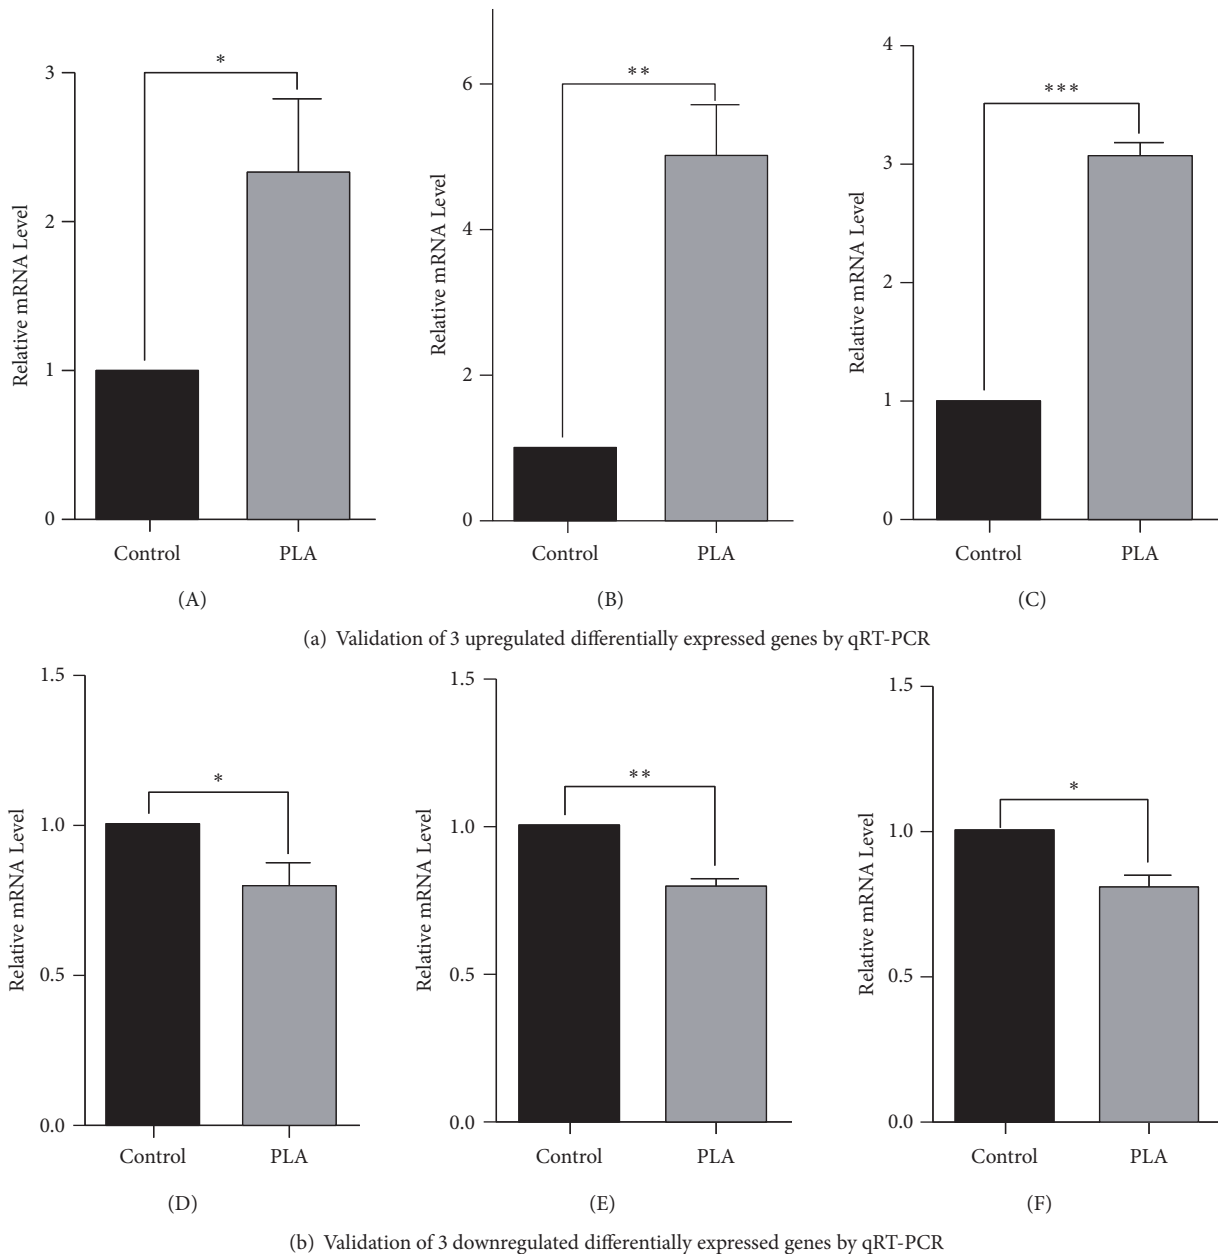 Relative mRNA Level
3
2
1
0
*
Control PLA
(A)
Relative mRNA Level
6
4
2
0
**
Control PLA
(B)
Relative mRNA Level
4
3
2
1
0
***
Control PLA
(C)
(a) Validation of 3 upregulated differentially expressed genes by qRT-PCR
Relative mRNA Level
1.5
1.0
0.5
0.0
*
Control PLA
(D)
Relative mRNA Level
1.5
1.0
0.5
0.0
**
Control PLA
(E)
Relative mRNA Level
1.5
1.0
0.5
0.0
*
Control PLA
(F)
(b) Validation of 3 downregulated differentially expressed genes by qRT-PCR